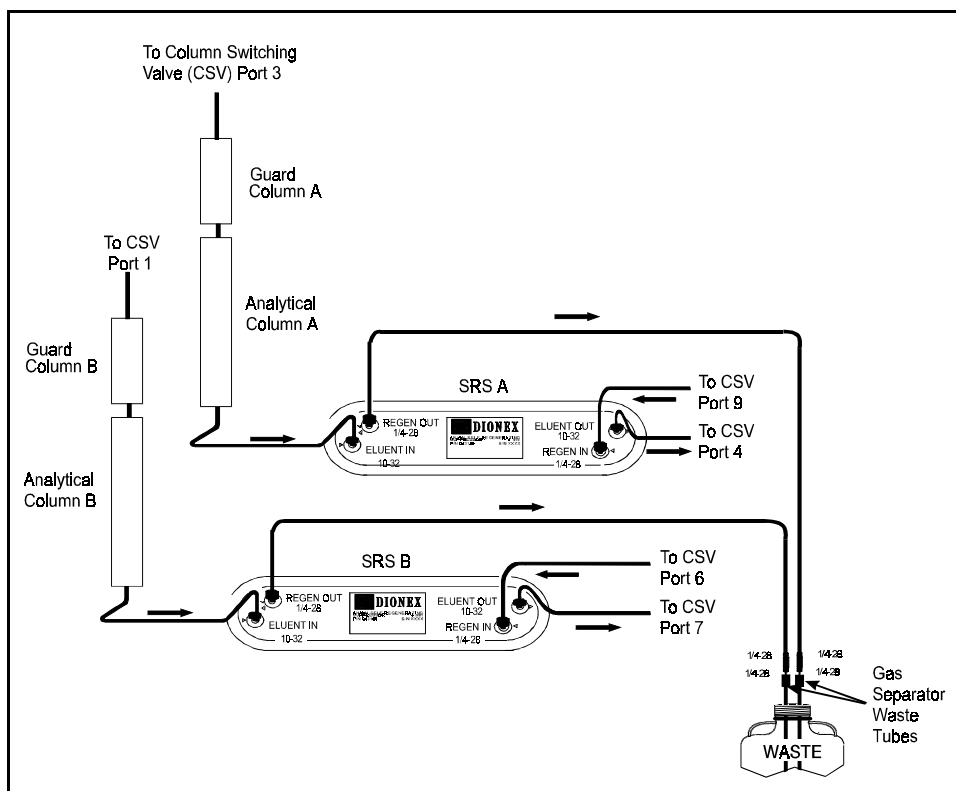 To Column Switching
Valve (CSV) Port 3
Guard
Column A
To CSV
Port 1
Analytical
Column A
Guard
Column B
SRS A
To CSV
Port 9
REGEN OUT
1/4-28
DIONEX
ELUENT OUT
10-32
To CSV
Port 4
ELUENT IN
10-32
REGEN IN
1/4-28
Analytical
Column B
SRS B
To CSV
Port 6
REGEN OUT
1/4-28
DIONEX
ELUENT OUT
10-32
To CSV
Port 7
ELUENT IN
10-32
REGEN IN
1/4-28
1/4-28
1/4-28
1/4-28
1/4-28
Gas
Separator
Waste
Tubes
WASTE